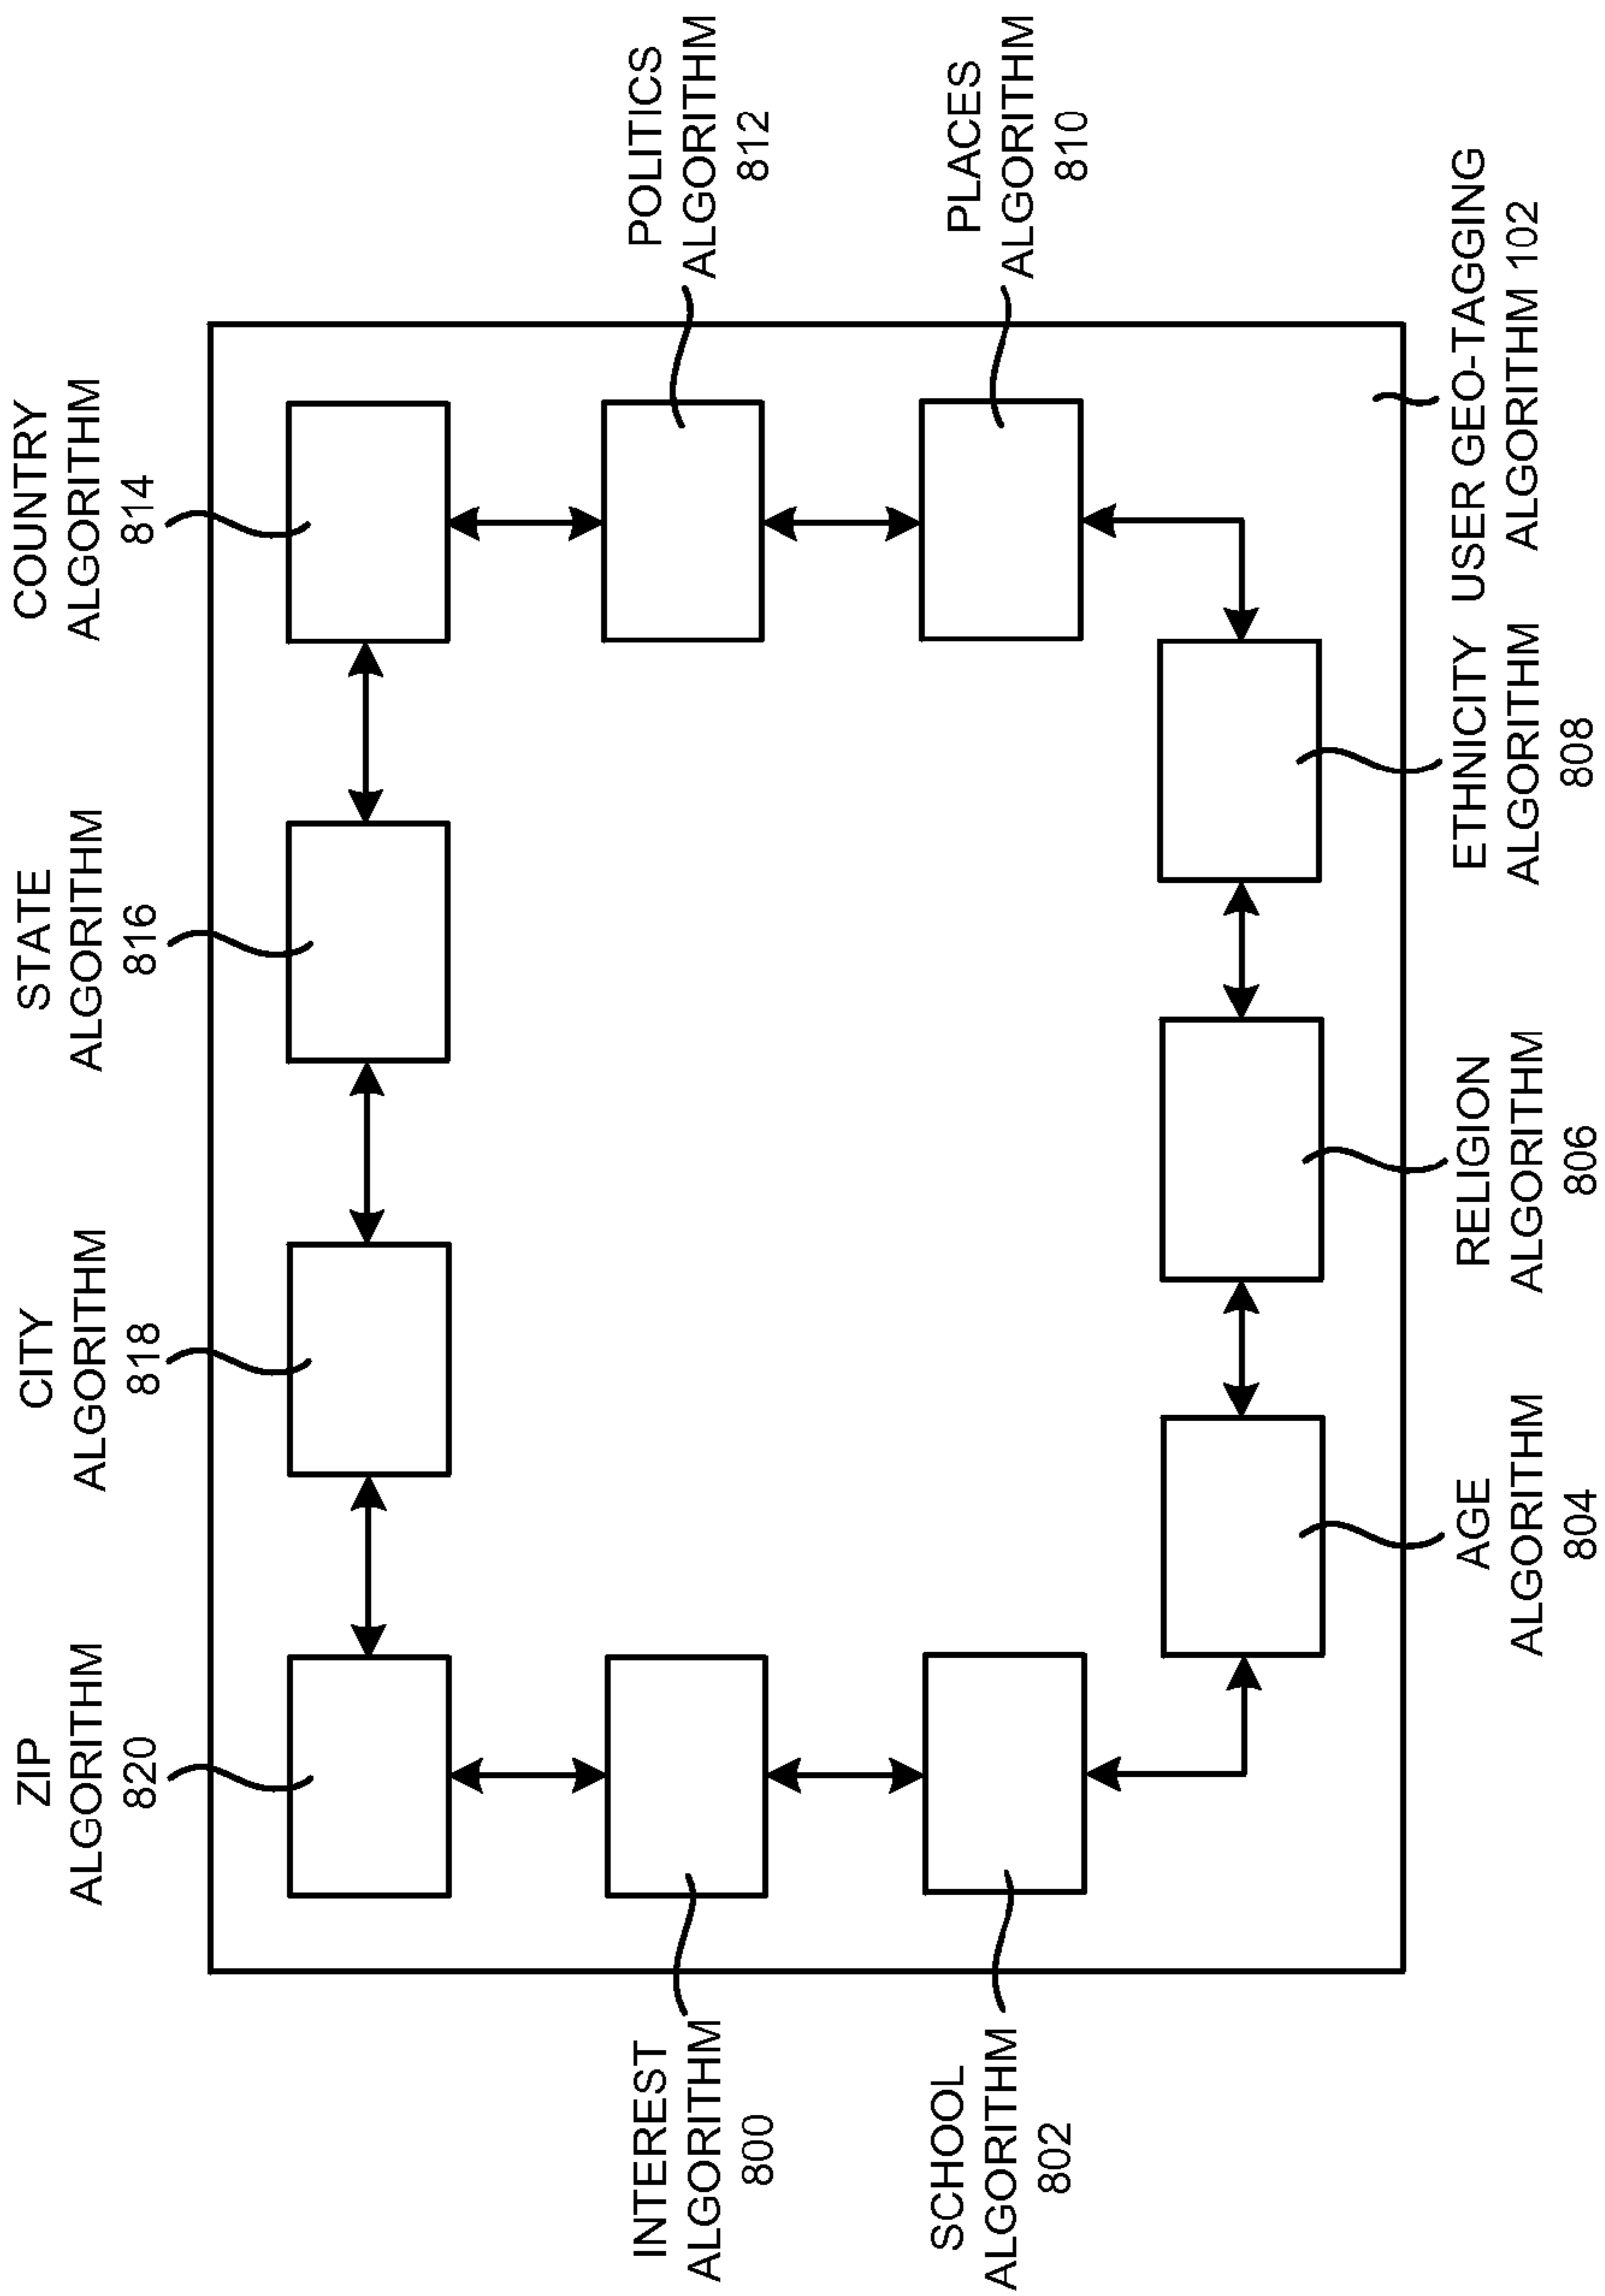 ZIP
ALGORITHM
820
CITY
ALGORITHM
818
STATE
ALGORITHM
816
COUNTRY
ALGORITHM
814
INTEREST
ALGORITHM
800
POLITICS
ALGORITHM
812
SCHOOL
ALGORITHM
802
PLACES
ALGORITHM
810
AGE
ALGORITHM
804
RELIGION
ALGORITHM
806
ETHNICITY
ALGORITHM
808
USER GEO-TAGGING
ALGORITHM 102